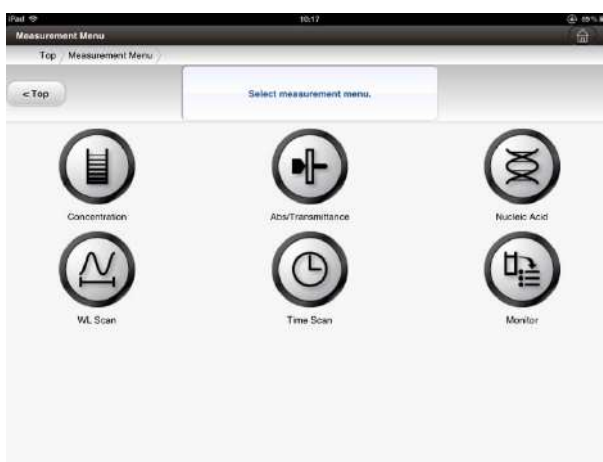 iPad 10:17 69%
Measurement Menu
Top / Measurement Menu
< Top
Select measurement menu.
Concentration Abs/Transmittance Nucleic Acid
WL Scan Time Scan Monitor